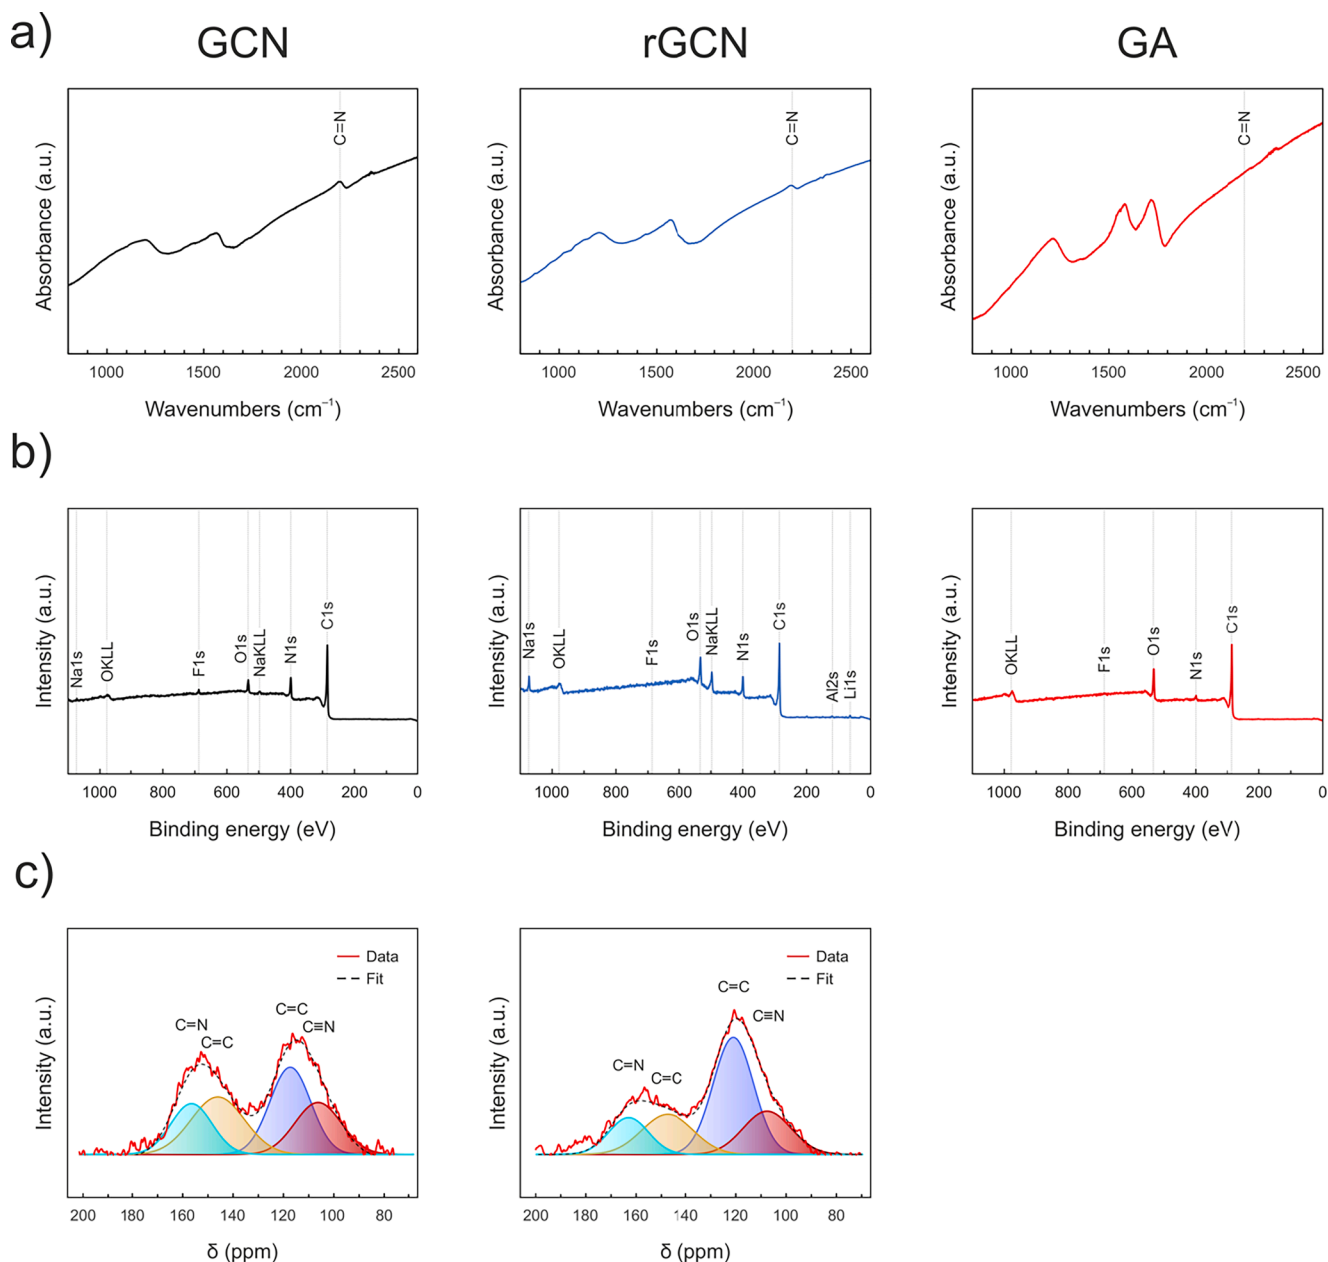 a)
GCN
rGCN
GA
C=N
Absorbance (a.u.)
1000 1500 2000 2500
Wavenumbers (cm⁻¹)
C=N
Absorbance (a.u.)
1000 1500 2000 2500
Wavenumbers (cm⁻¹)
C=N
Absorbance (a.u.)
1000 1500 2000 2500
Wavenumbers (cm⁻¹)
b)
Intensity (a.u.)
Na1s OKLL F1s O1s NaKLL N1s C1s
1000 800 600 400 200 0
Binding energy (eV)
Intensity (a.u.)
Na1s OKLL F1s O1s NaKLL N1s C1s Al2s Li1s
1000 800 600 400 200 0
Binding energy (eV)
Intensity (a.u.)
OKLL F1s O1s N1s C1s
1000 800 600 400 200 0
Binding energy (eV)
c)
Intensity (a.u.)
Data
Fit
C=N
C=C
C=C
C≡N
200 180 160 140 120 100 80
δ (ppm)
Intensity (a.u.)
Data
Fit
C=C
C≡N
C=N
C=C
200 180 160 140 120 100 80
δ (ppm)